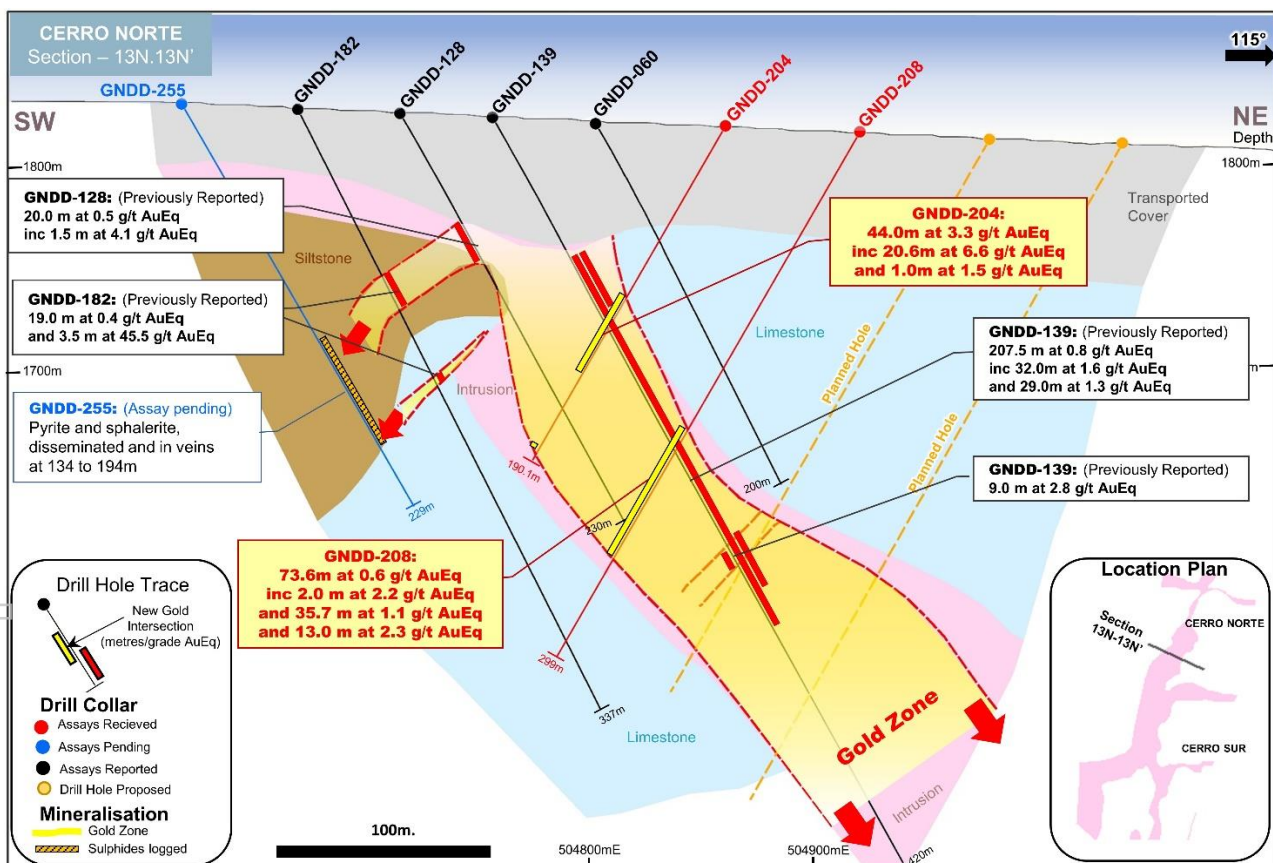 CERRO NORTE
Section – 13N.13N’
GNDD-255
GNDD-182
GNDD-128
GNDD-139
GNDD-060
GNDD-204
GNDD-208
115°
SW
NE
Depth
1800m
1800m
Transported
Cover
GNDD-128: (Previously Reported)
20.0 m at 0.5 g/t AuEq
inc 1.5 m at 4.1 g/t AuEq
GNDD-204:
44.0m at 3.3 g/t AuEq
inc 20.6m at 6.6 g/t AuEq
and 1.0m at 1.5 g/t AuEq
Siltstone
GNDD-182: (Previously Reported)
19.0 m at 0.4 g/t AuEq
and 3.5 m at 45.5 g/t AuEq
Limestone
GNDD-139: (Previously Reported)
207.5 m at 0.8 g/t AuEq
inc 32.0m at 1.6 g/t AuEq
and 29.0m at 1.3 g/t AuEq
1700m
m
Intrusion
Planned Hole
Planned Hole
GNDD-255: (Assay pending)
Pyrite and sphalerite,
disseminated and in veins
at 134 to 194m
190.1m
200m
GNDD-139: (Previously Reported)
9.0 m at 2.8 g/t AuEq
229m
230m
GNDD-208:
73.6m at 0.6 g/t AuEq
inc 2.0 m at 2.2 g/t AuEq
and 35.7 m at 1.1 g/t AuEq
and 13.0 m at 2.3 g/t AuEq
299m
337m
Limestone
Gold Zone
Intrusion
420m
Drill Hole Trace
New Gold
Intersection
(metres/grade AuEq)
Drill Collar
Assays Recieved
Assays Pending
Assays Reported
Drill Hole Proposed
Mineralisation
Gold Zone
Sulphides logged
100m.
504800mE
504900mE
Location Plan
CERRO NORTE
Section
13N-13N’
CERRO SUR